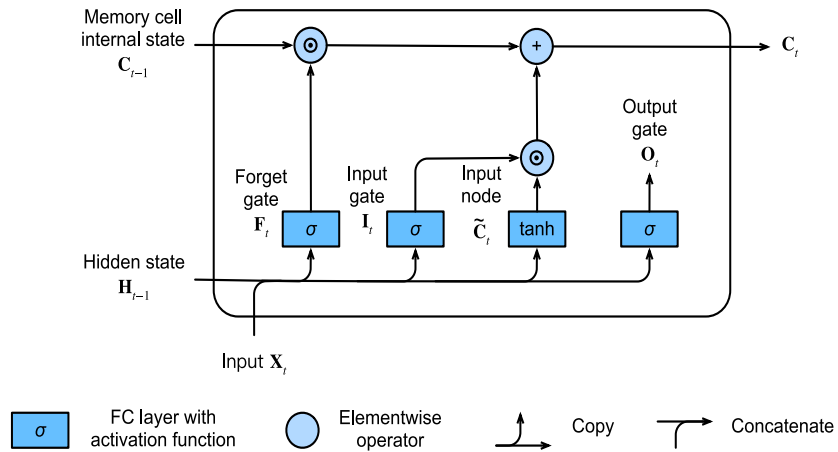 Memory cell
internal state
C_{t−1}
⊙
+
C_t
Output
gate
O_t
⊙
Forget
gate
F_t
Input
gate
I_t
Input
node
C̃_t
σ
σ
tanh
σ
Hidden state
H_{t−1}
Input X_t
σ
FC layer with
activation function
Elementwise
operator
Copy
Concatenate